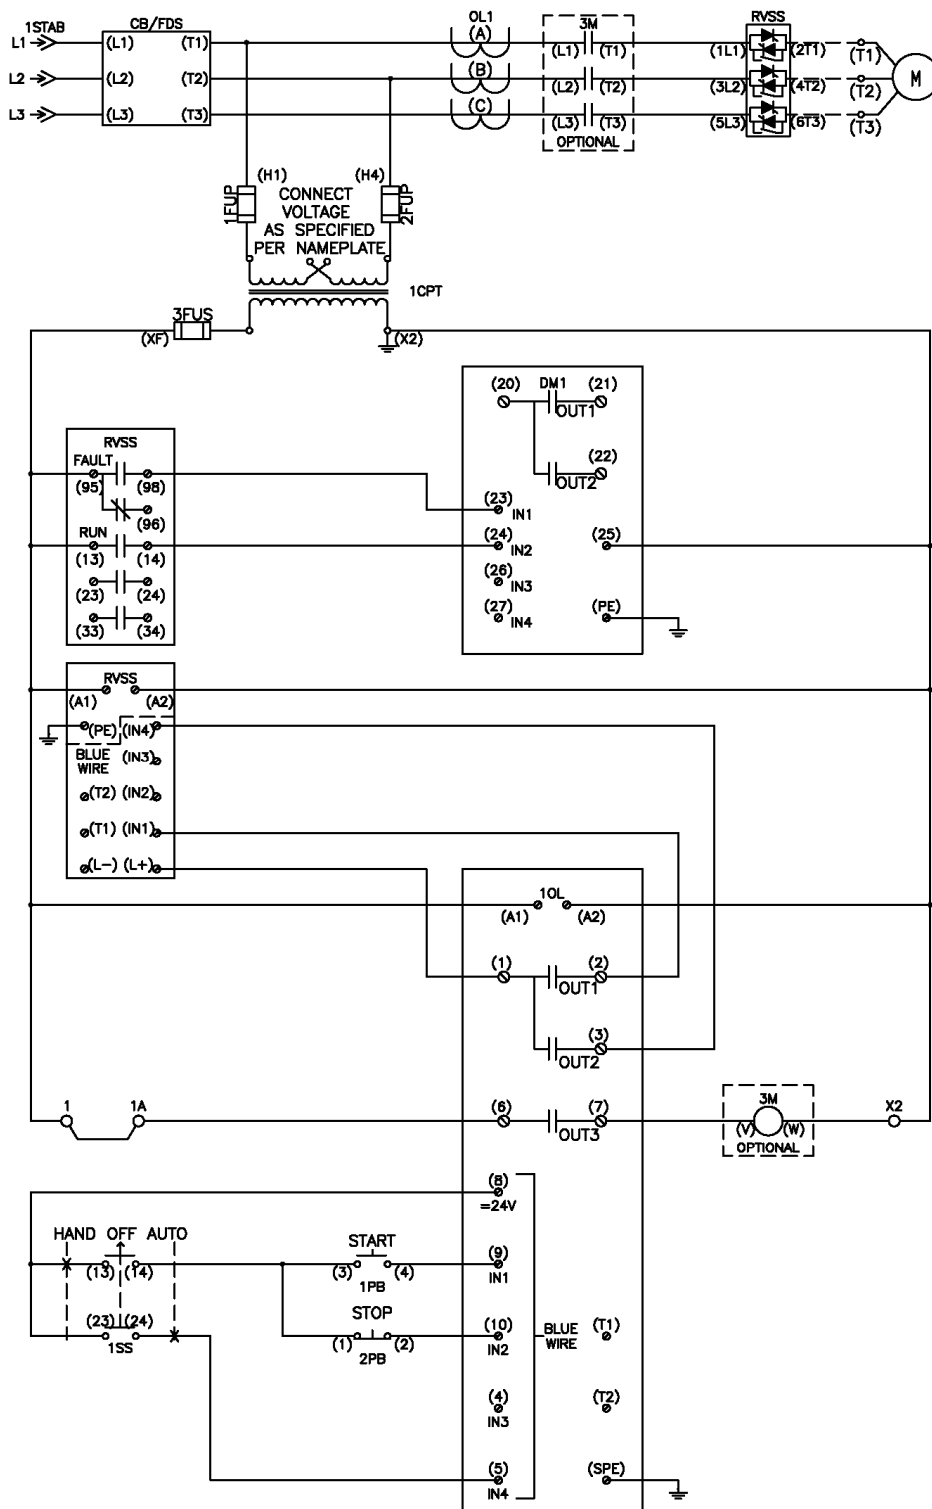 1STAB CB/FDS OL1 3M RVSS
L1 (L1) (T1) (A) (L1) (T1) (1L1) (2T1) (T1)
L2 (L2) (T2) (B) (L2) (T2) (3L2) (4T2) (T2) M
L3 (L3) (T3) (C) (L3) (T3) (5L3) (6T3) (T3)
OPTIONAL
(H1) (H4)
1FUP 2FUP
CONNECT
VOLTAGE
AS SPECIFIED
PER NAMEPLATE
1CPT
3FUS
(XF) (X2)
(20) DM1 (21)
OUT1
(22)
OUT2
RVSS
FAULT
(95) (98)
(96)
(23)
IN1
RUN
(13) (14)
(24) (25)
IN2
(23) (24)
(26)
IN3
(33) (34)
(27) (PE)
IN4
RVSS
(A1) (A2)
(PE) (IN4)
BLUE
WIRE
(IN3)
(T2) (IN2)
(T1) (IN1)
(L-) (L+)
1OL
(A1) (A2)
(1) (2)
OUT1
(3)
OUT2
1 1A (6) (7) 3M X2
OUT3 (V) (W)
OPTIONAL
(8)
=24V
HAND OFF AUTO START (9)
(13) (14) (3) (4) IN1
1PB
STOP
(23) (24) (10) BLUE (T1)
1SS (1) (2) IN2 WIRE
2PB
(4) (T2)
IN3
(5) (SPE)
IN4